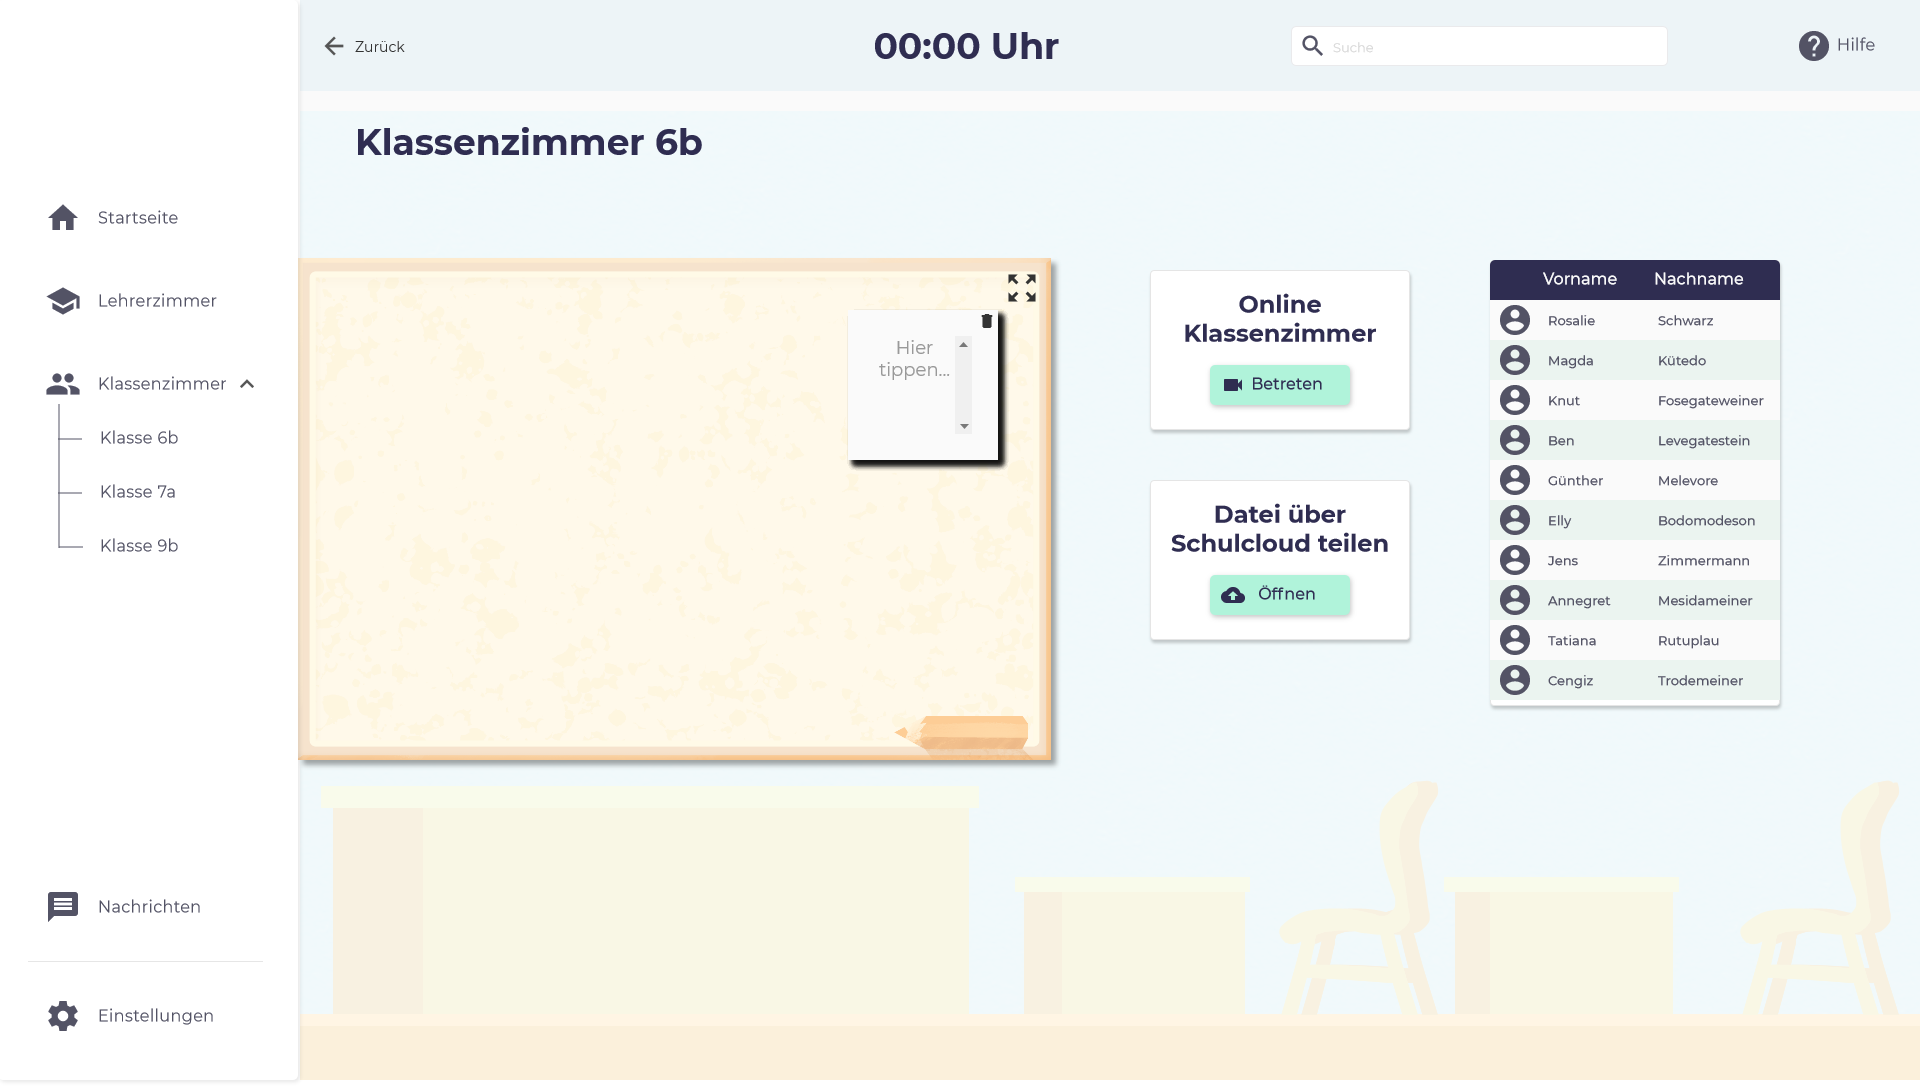 Zurück
00:00 Uhr
Suche
Hilfe
Klassenzimmer 6b
Startseite
Lehrerzimmer
Klassenzimmer
Klasse 6b
Klasse 7a
Klasse 9b
Nachrichten
Einstellungen
Hier
tippen...
Online
Klassenzimmer
Betreten
Datei über
Schulcloud teilen
Öffnen
Vorname Nachname
Rosalie Schwarz
Magda Kütedo
Knut Fosegateweiner
Ben Levegatestein
Günther Melevore
Elly Bodomodeson
Jens Zimmermann
Annegret Mesidameiner
Tatiana Rutuplau
Cengiz Trodemeiner